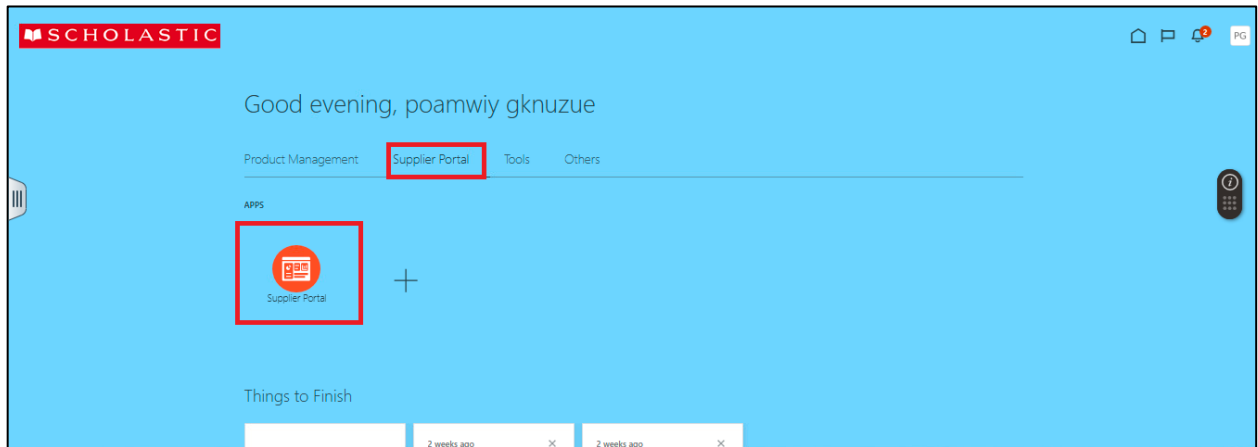 SCHOLASTIC
2
PG
Good evening, poamwiy gknuzue
Product Management Supplier Portal Tools Others
APPS
Supplier Portal
Things to Finish
2 weeks ago 2 weeks ago